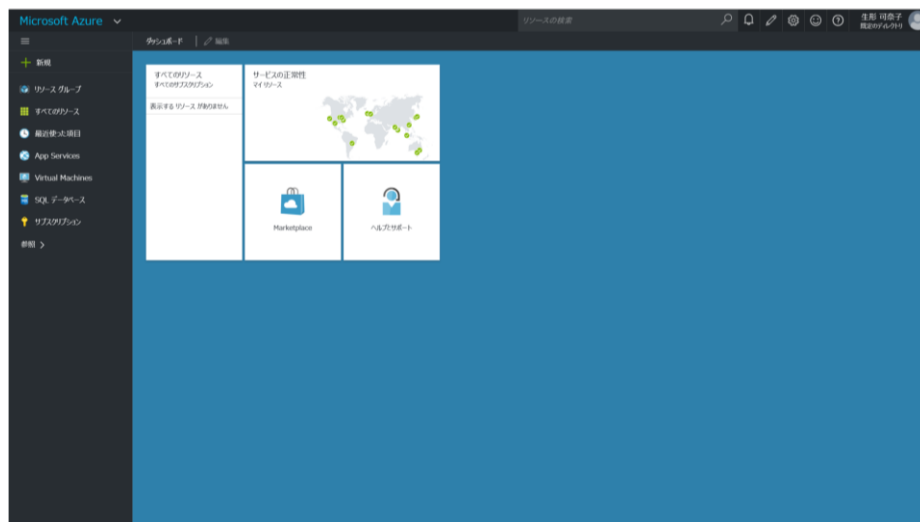 Microsoft Azure
リソースの検索
生形 可奈子
既定のディレクトリ
ダッシュボード
編集
新規
リソース グループ
すべてのリソース
最近使った項目
App Services
Virtual Machines
SQL データベース
サブスクリプション
参照 >
すべてのリソース
すべてのサブスクリプション
表示する リソース がありません
サービスの正常性
マイ リソース
Marketplace
ヘルプとサポート